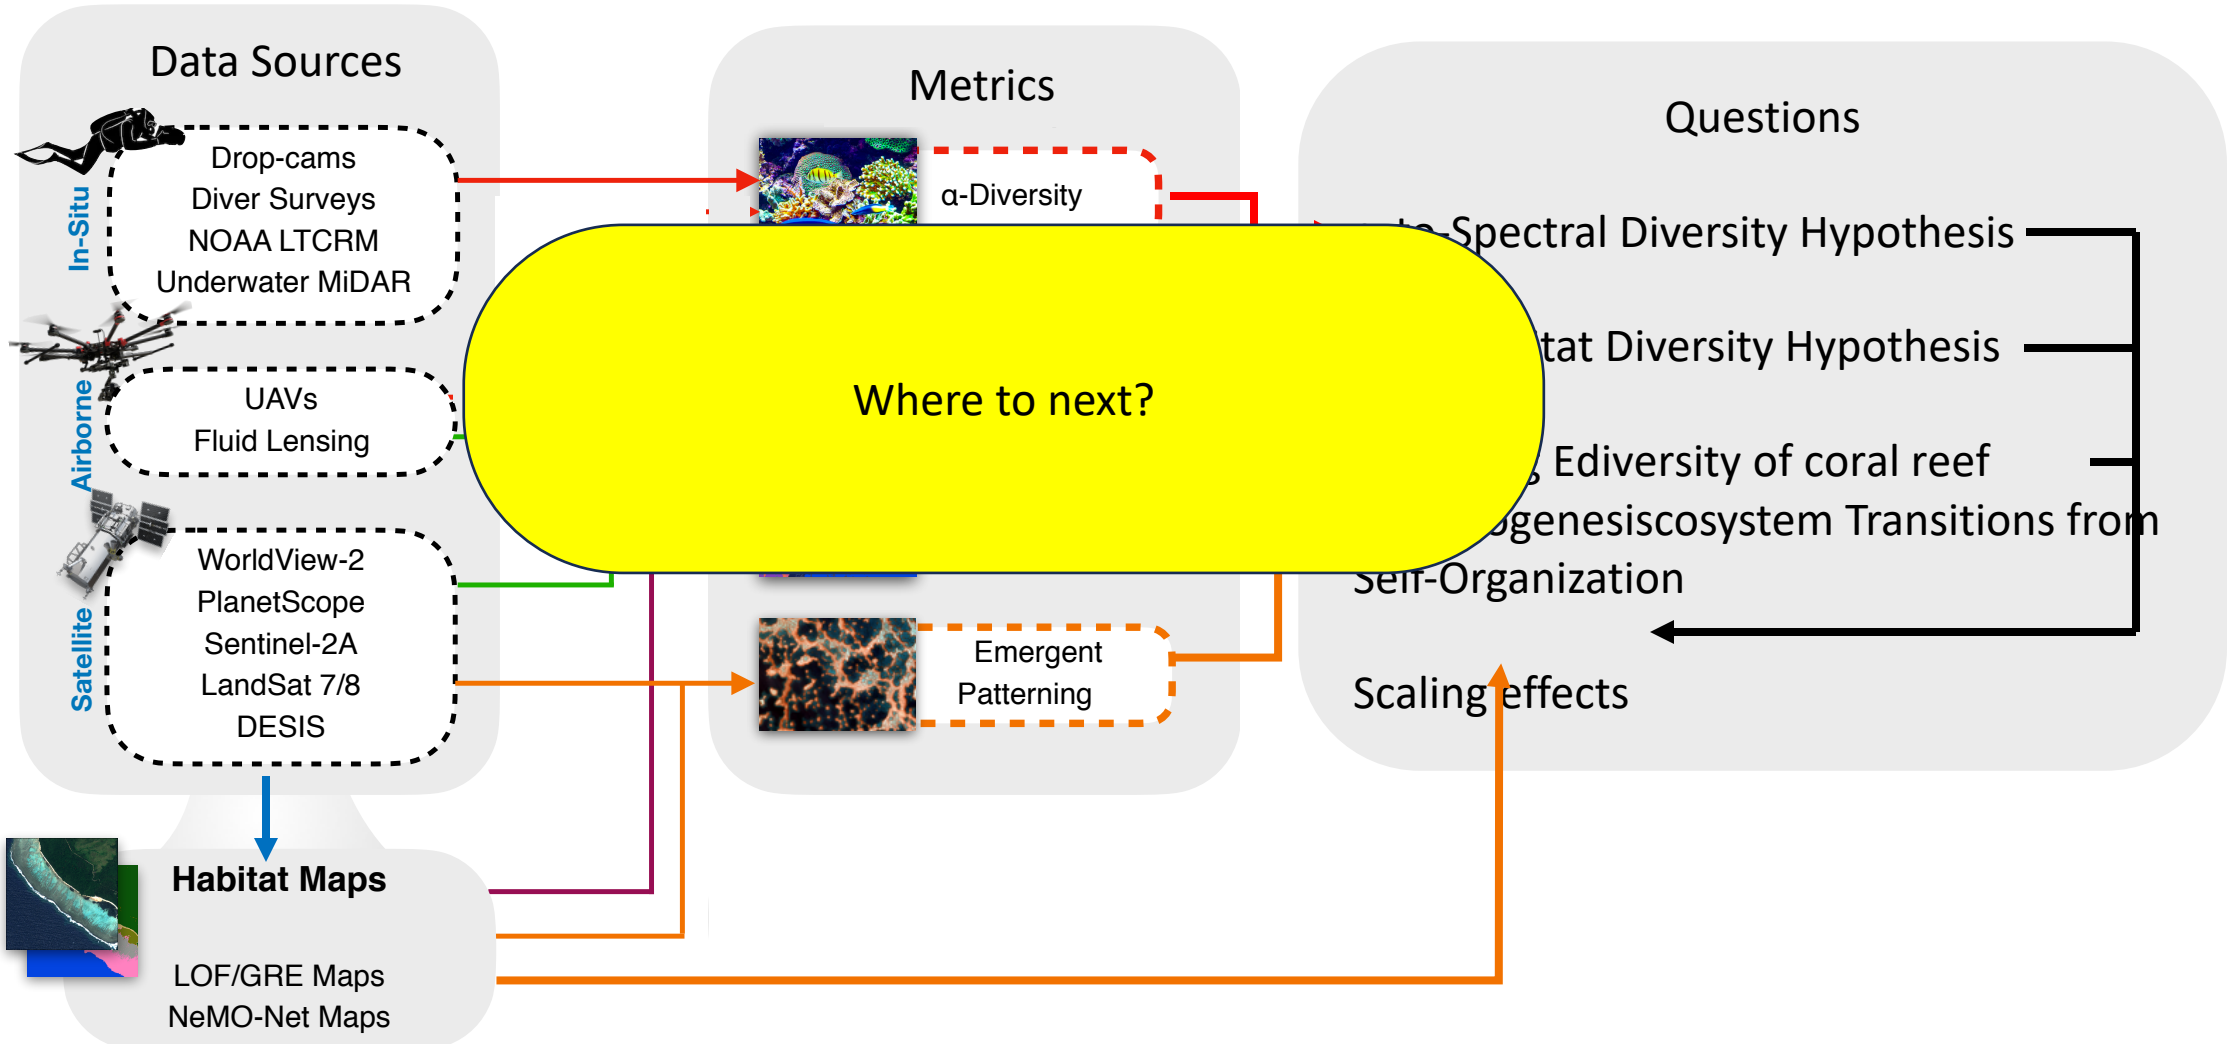 Data Sources
In-Situ
Drop-cams
Diver Surveys
NOAA LTCRM
Underwater MiDAR
Airborne
UAVs
Fluid Lensing
Satellite
WorldView-2
PlanetScope
Sentinel-2A
LandSat 7/8
DESIS
Habitat Maps
LOF/GRE Maps
NeMO-Net Maps
Metrics
α-Diversity
Where to next?
Emergent
Patterning
Questions
-Spectral Diversity Hypothesis
tat Diversity Hypothesis
Ediversity of coral reef
ogenesiscosystem Transitions from
Self-Organization
Scaling effects